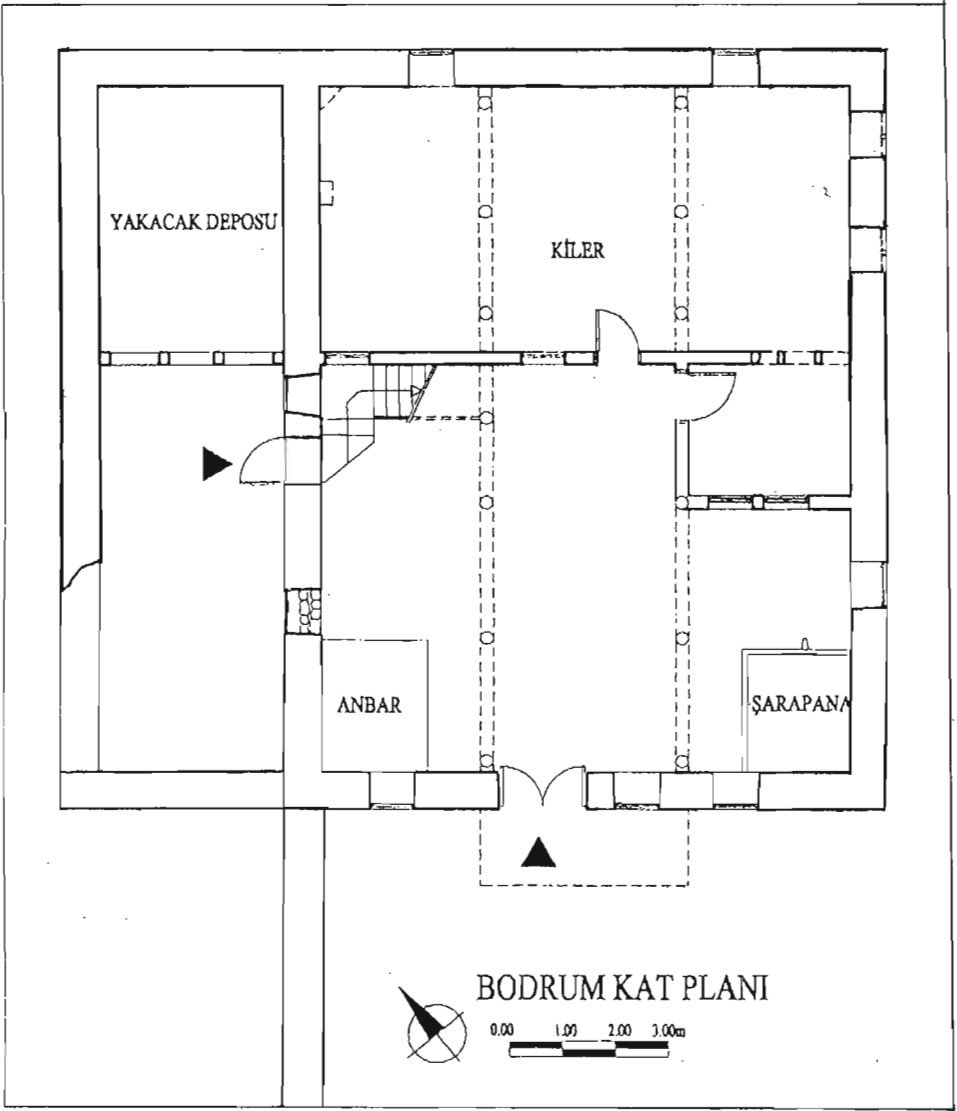 YAKACAK DEPOSU
KİLER
ANBAR
ŞARAPANA
BODRUM KAT PLANI
0.00 1.00 2.00 3.00m